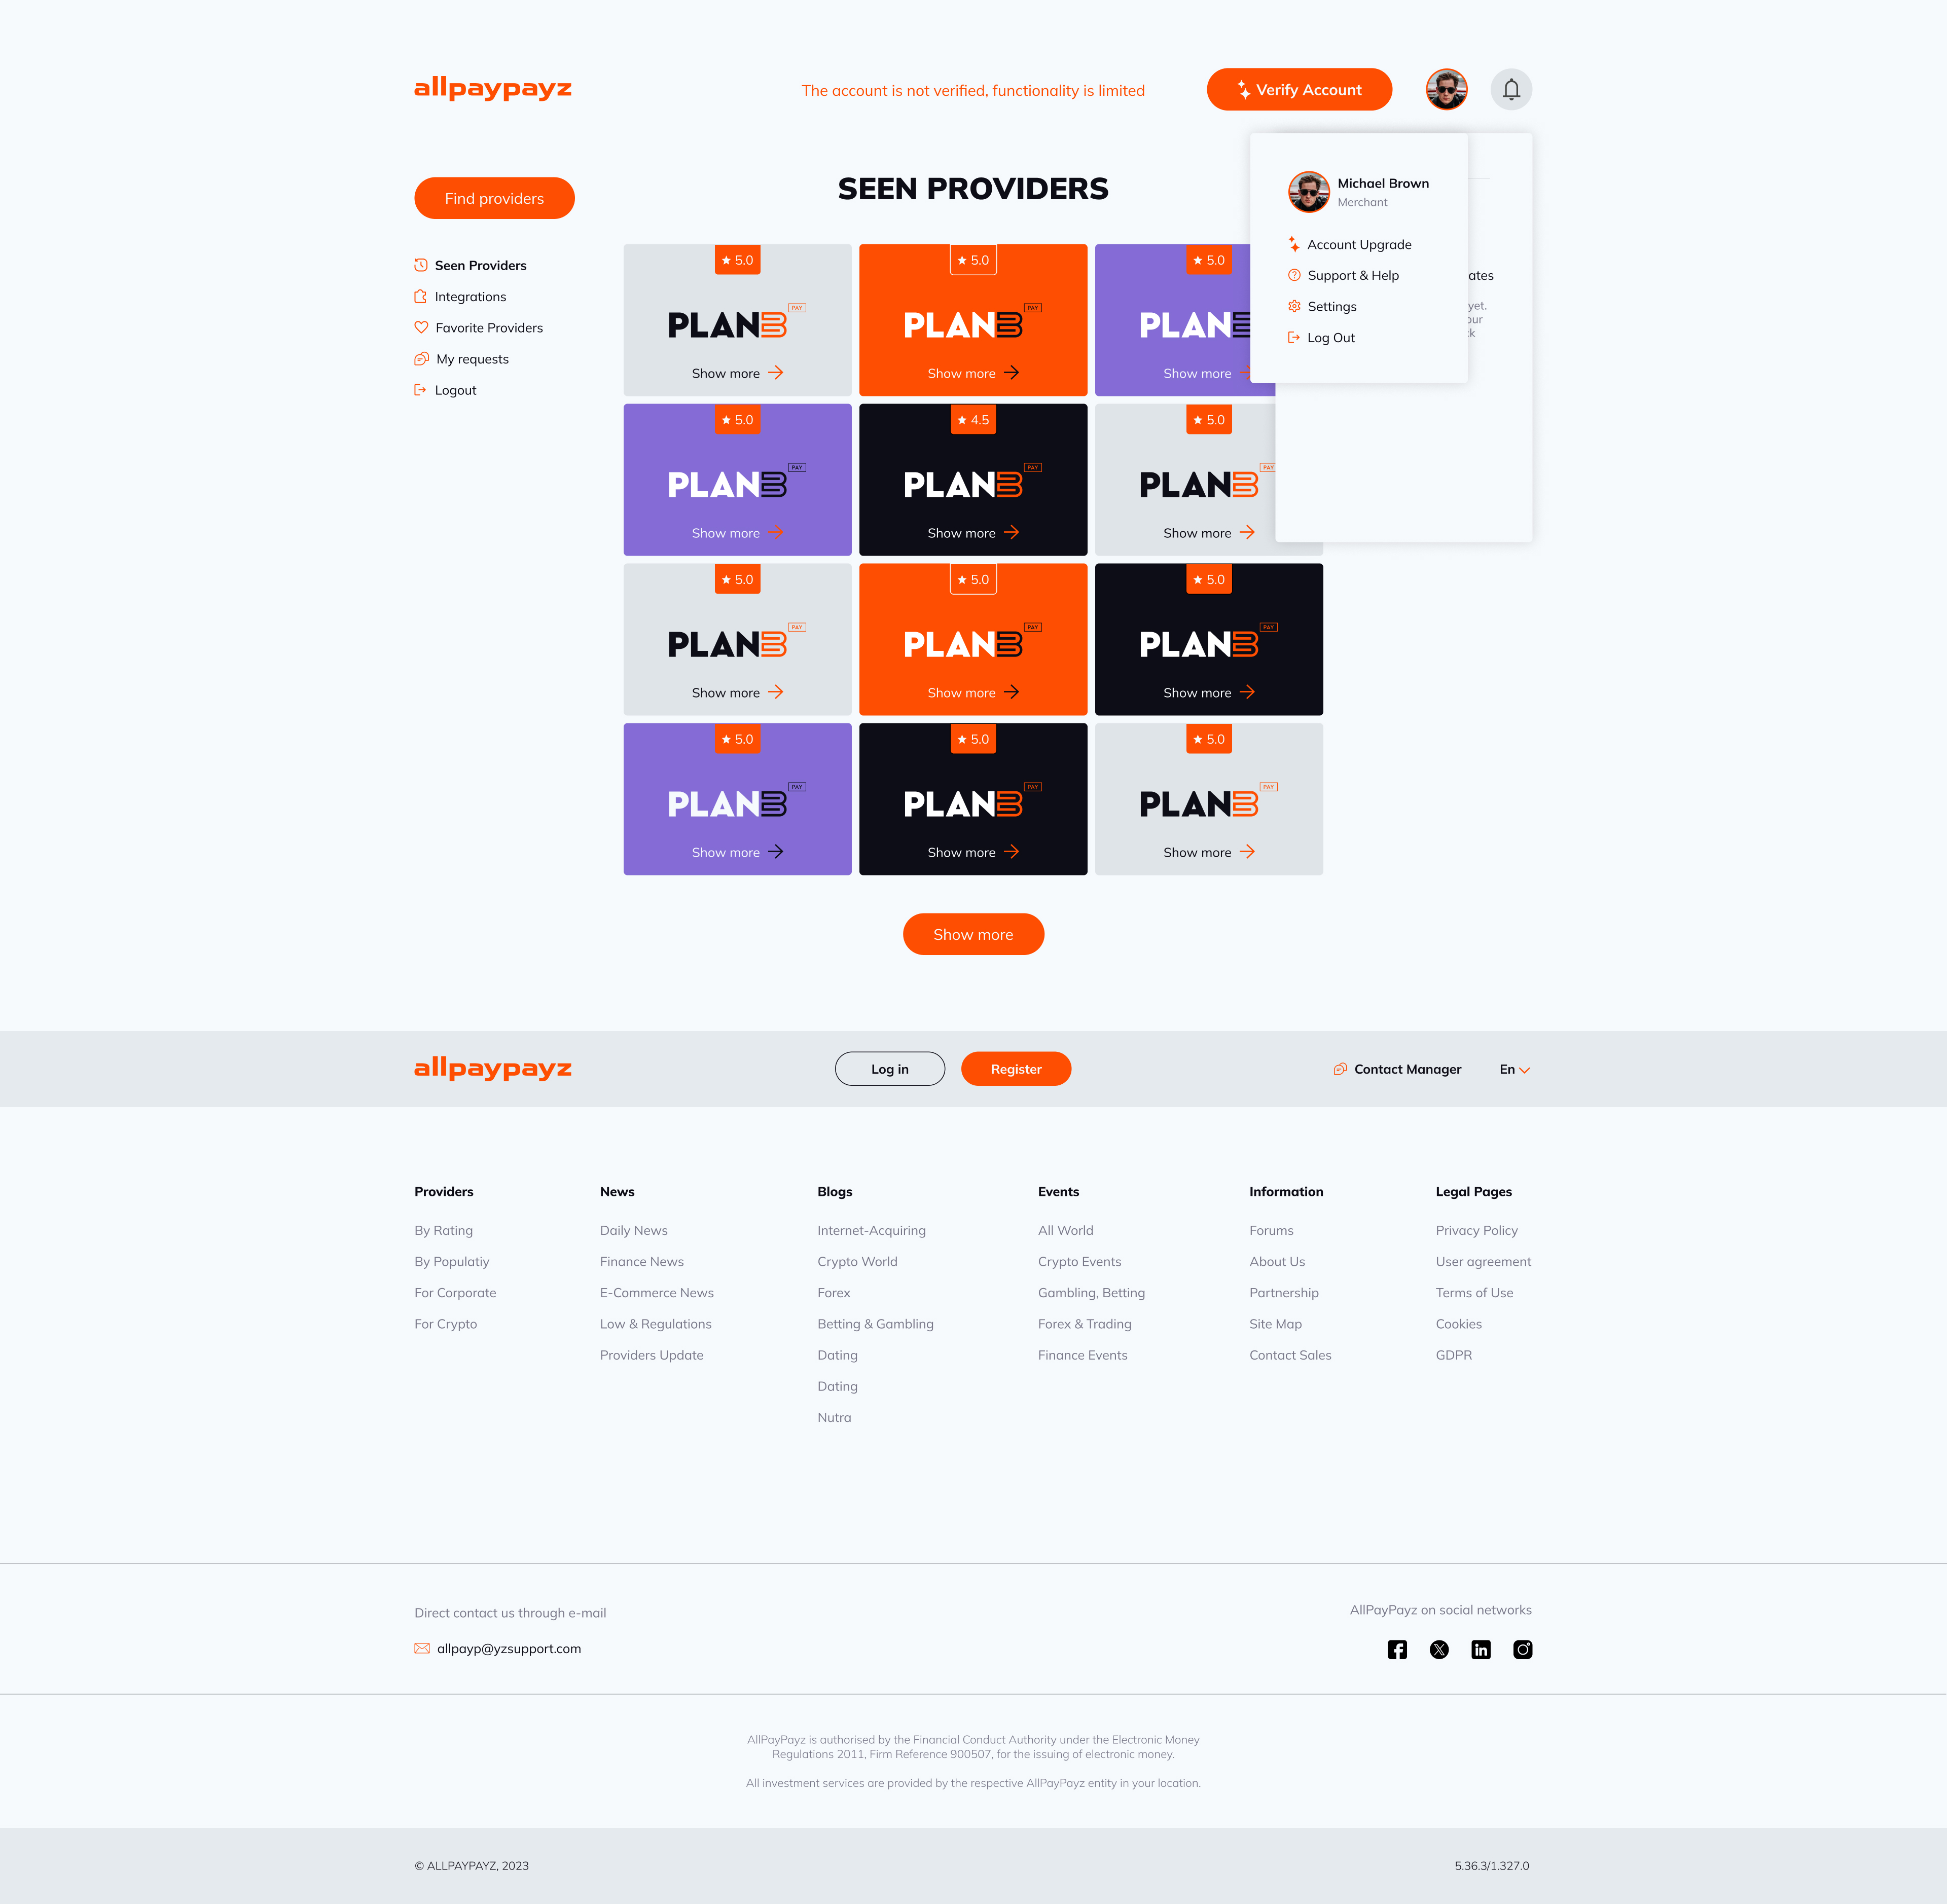 allpaypayz
The account is not verified, functionality is limited
Verify Account
Find providers
Seen Providers
Integrations
Favorite Providers
My requests
Logout
SEEN PROVIDERS
Michael Brown
Merchant
Account Upgrade
Support & Help
Settings
Log Out
5.0
5.0
5.0
PLANB PAY
PLANB PAY
PLAN
Show more
Show more
Show more
5.0
4.5
5.0
PLANB PAY
PLANB PAY
PLANB PAY
Show more
Show more
Show more
5.0
5.0
5.0
PLANB PAY
PLANB PAY
PLANB PAY
Show more
Show more
Show more
5.0
5.0
5.0
PLANB PAY
PLANB PAY
PLANB PAY
Show more
Show more
Show more
Show more
allpaypayz
Log in
Register
Contact Manager
En
Providers
By Rating
By Populatiy
For Corporate
For Crypto
News
Daily News
Finance News
E-Commerce News
Low & Regulations
Providers Update
Blogs
Internet-Acquiring
Crypto World
Forex
Betting & Gambling
Dating
Dating
Nutra
Events
All World
Crypto Events
Gambling, Betting
Forex & Trading
Finance Events
Information
Forums
About Us
Partnership
Site Map
Contact Sales
Legal Pages
Privacy Policy
User agreement
Terms of Use
Cookies
GDPR
Direct contact us through e-mail
allpayp@yzsupport.com
AllPayPayz on social networks
AllPayPayz is authorised by the Financial Conduct Authority under the Electronic Money
Regulations 2011, Firm Reference 900507, for the issuing of electronic money.
All investment services are provided by the respective AllPayPayz entity in your location.
© ALLPAYPAYZ, 2023
5.36.3/1.327.0